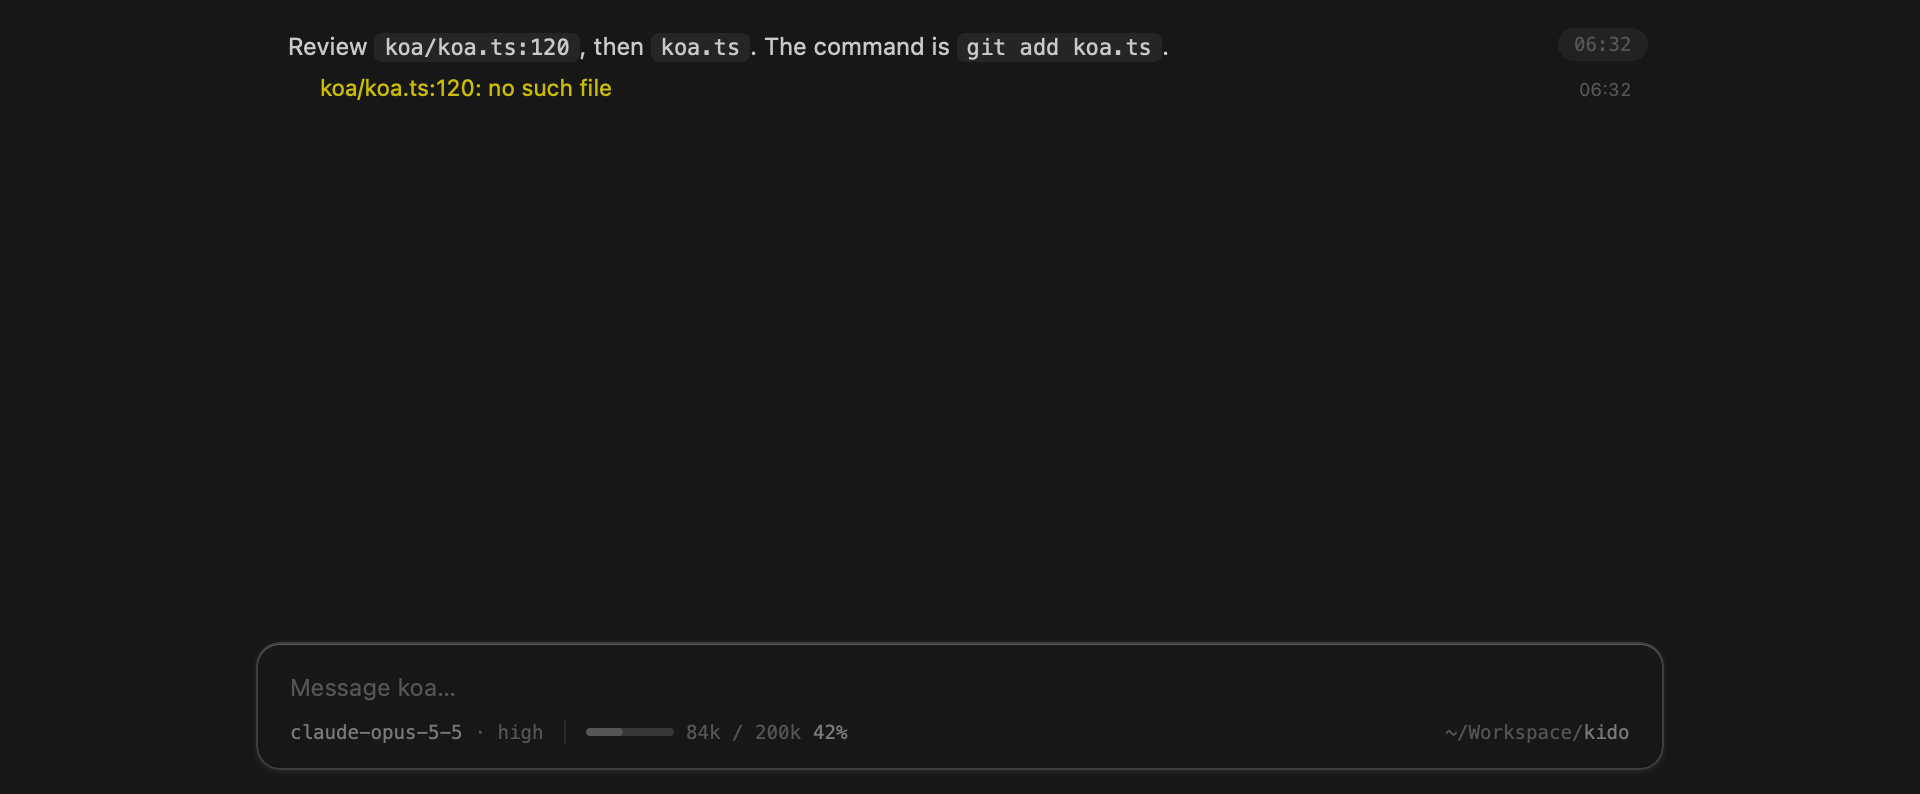 Review koa/koa.ts:120, then koa.ts. The command is git add koa.ts. 06:32
koa/koa.ts:120: no such file 06:32
Message koa...
claude-opus-5-5 · high 84k / 200k 42% ~/Workspace/kido